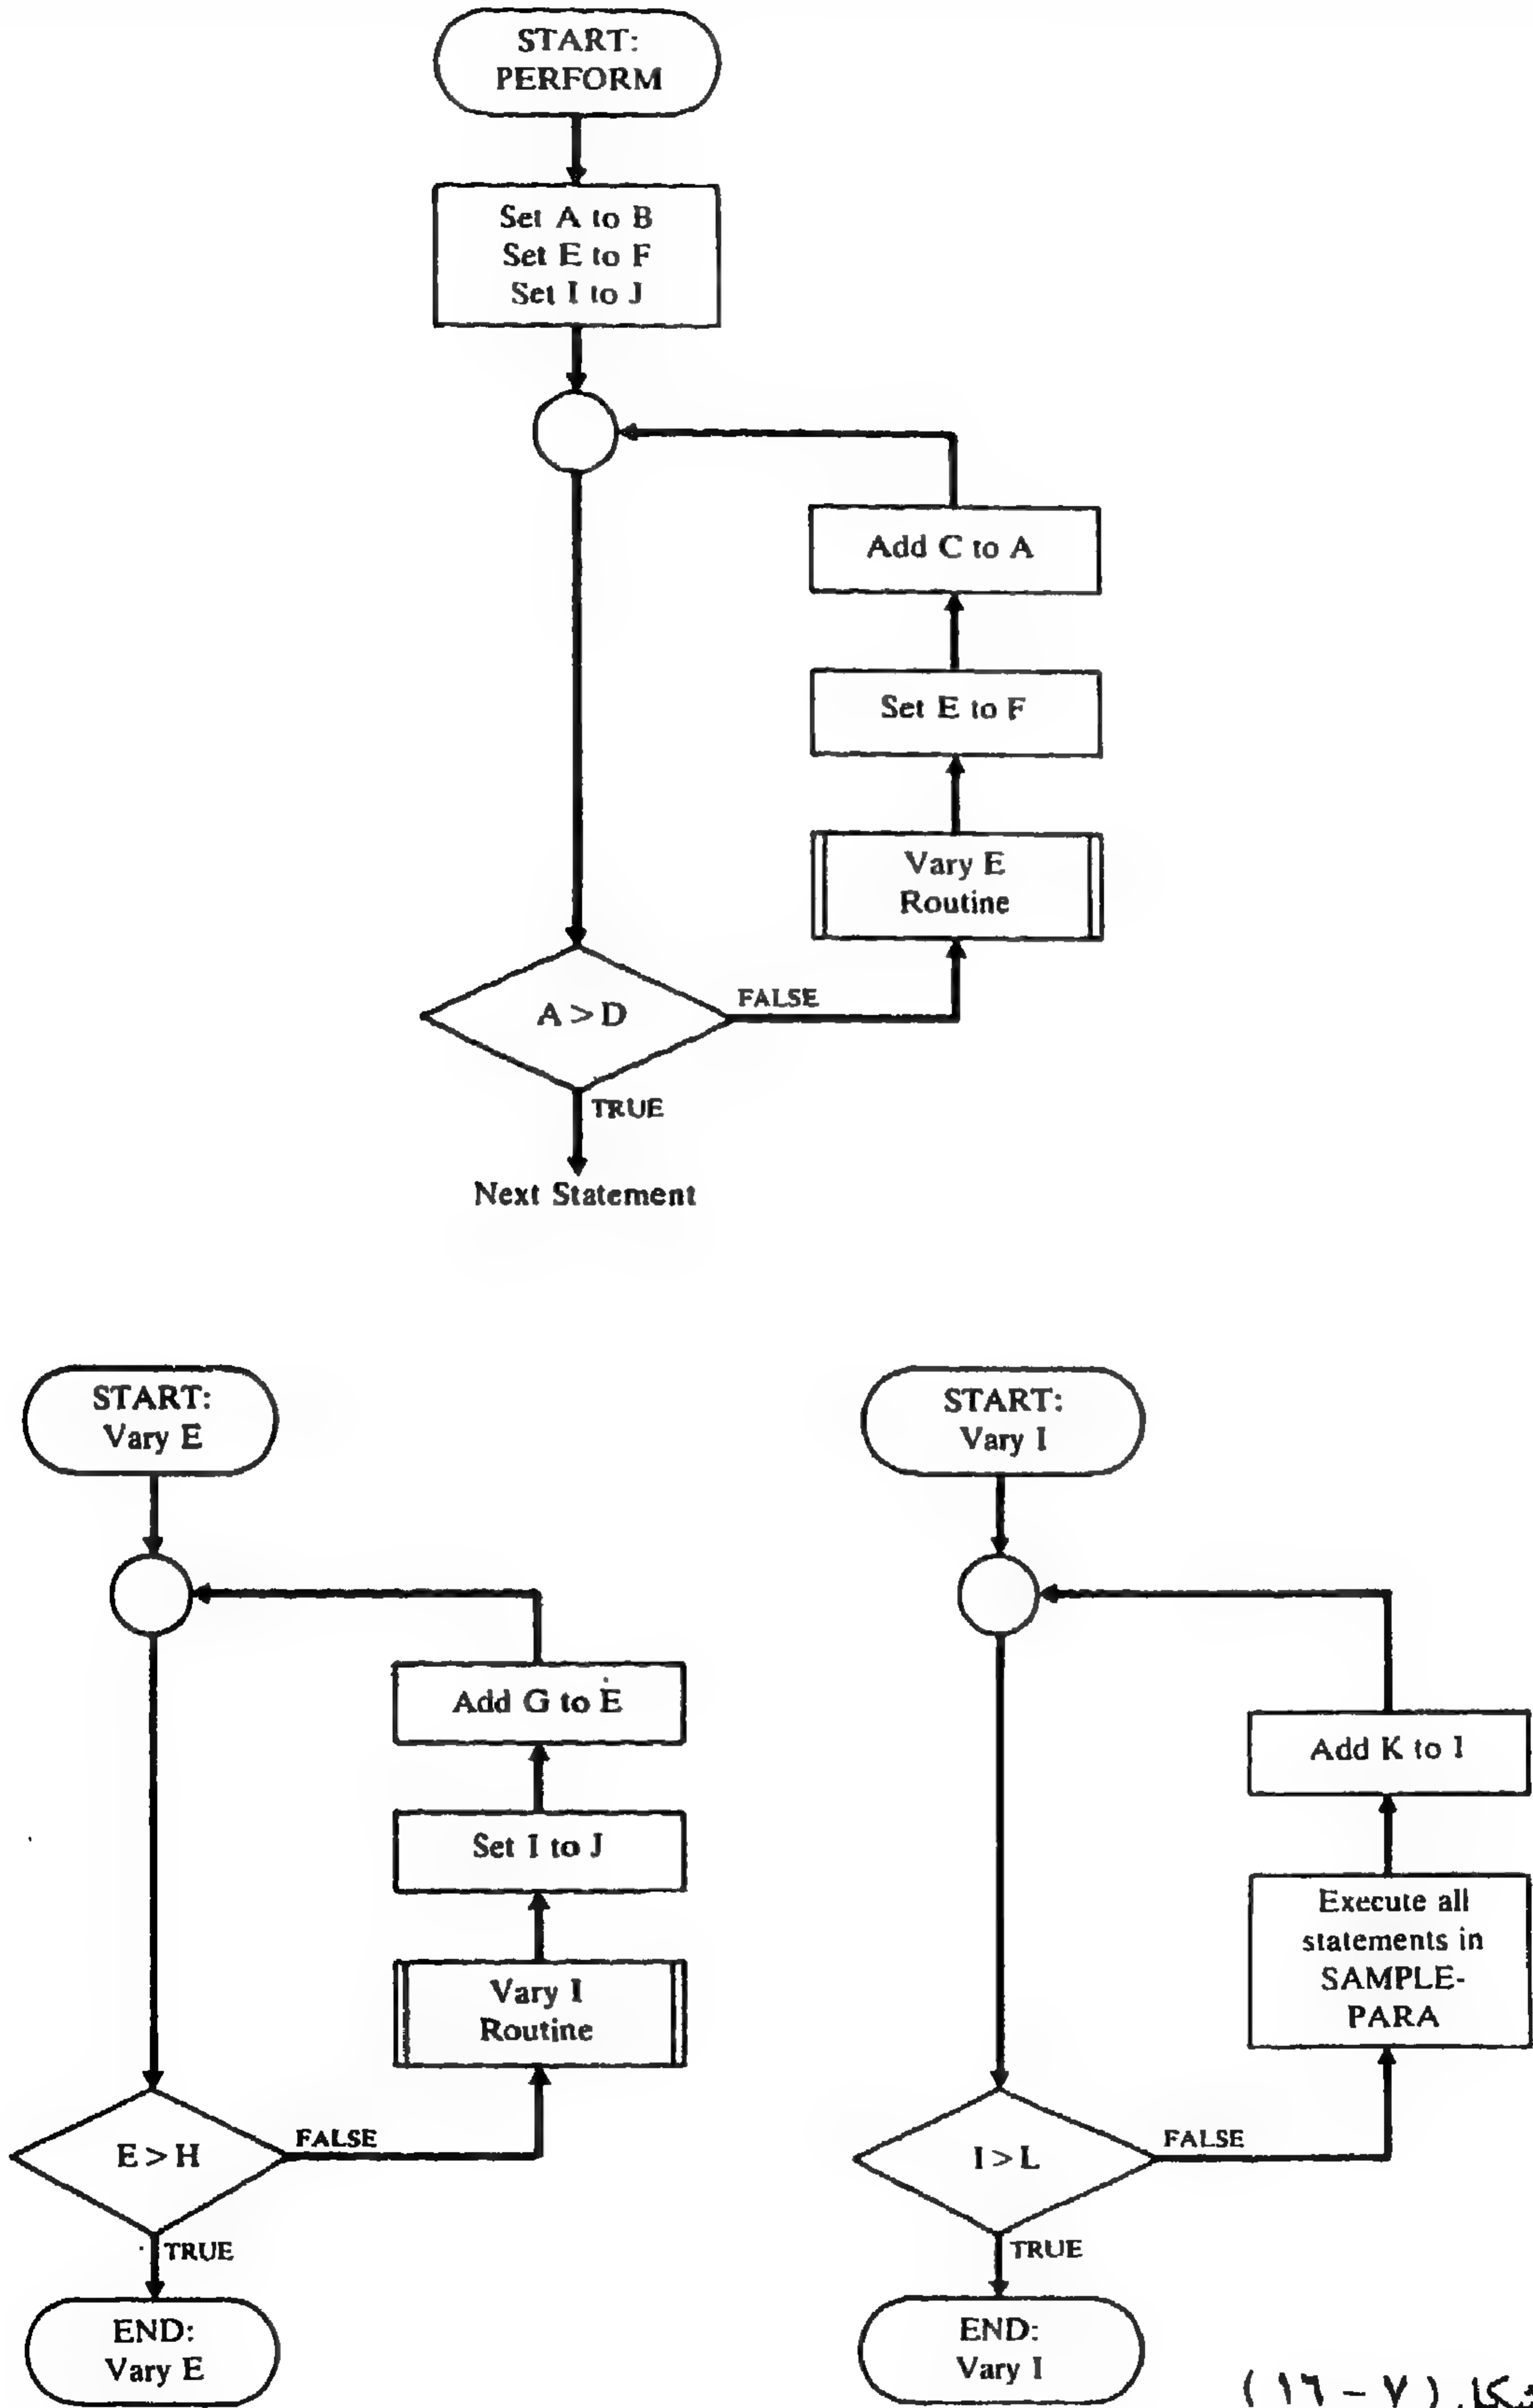 START:
PERFORM
Set A to B
Set E to F
Set I to J
Add C to A
Set E to F
Vary E
Routine
A > D
FALSE
TRUE
Next Statement
START:
Vary E
Add G to E
Set I to J
Vary I
Routine
E > H
FALSE
TRUE
END:
Vary E
START:
Vary I
Add K to I
Execute all
statements in
SAMPLE-
PARA
I > L
FALSE
TRUE
END:
Vary I
(١٦ - ٧)